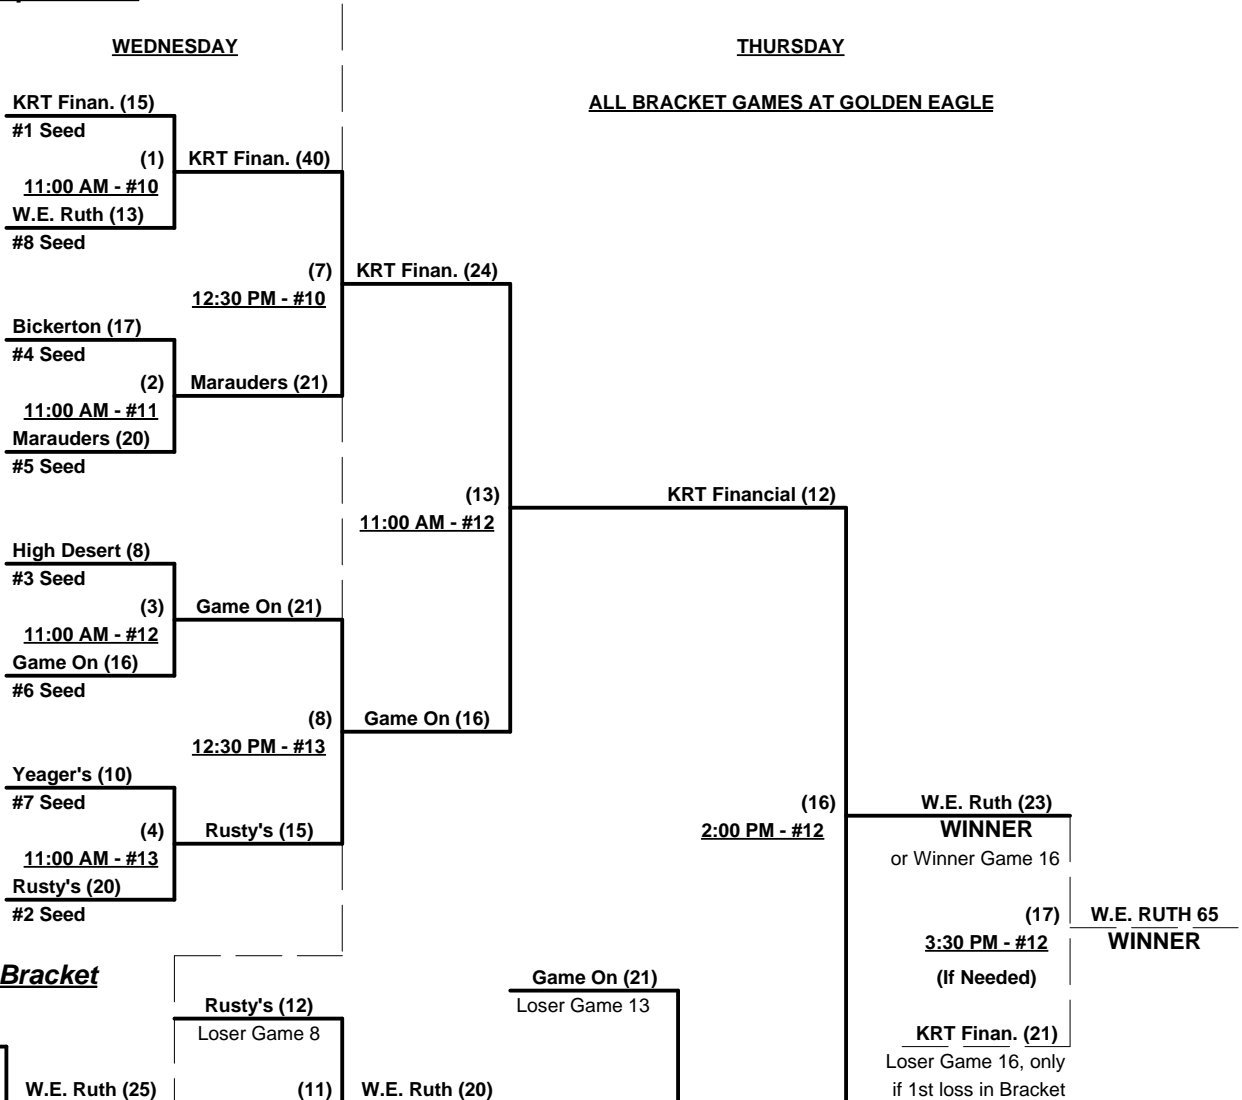 WEDNESDAY
THURSDAY
KRT Finan. (15)
ALL BRACKET GAMES AT GOLDEN EAGLE
#1 Seed
(1)
KRT Finan. (40)
11:00 AM - #10
W.E. Ruth (13)
#8 Seed
(7)
KRT Finan. (24)
12:30 PM - #10
Bickerton (17)
#4 Seed
(2)
Marauders (21)
11:00 AM - #11
Marauders (20)
#5 Seed
(13)
KRT Financial (12)
11:00 AM - #12
High Desert (8)
#3 Seed
(3)
Game On (21)
11:00 AM - #12
Game On (16)
#6 Seed
(8)
Game On (16)
12:30 PM - #13
Yeager's (10)
#7 Seed
(16)
W.E. Ruth (23)
(4)
Rusty's (15)
2:00 PM - #12
WINNER
11:00 AM - #13
or Winner Game 16
Rusty's (20)
#2 Seed
(17)
W.E. RUTH 65
3:30 PM - #12
WINNER
Bracket
Game On (21)
(If Needed)
Rusty's (12)
Loser Game 13
Loser Game 8
KRT Finan. (21)
Loser Game 16, only
W.E. Ruth (25)
(11)
W.E. Ruth (20)
if 1st loss in Bracket